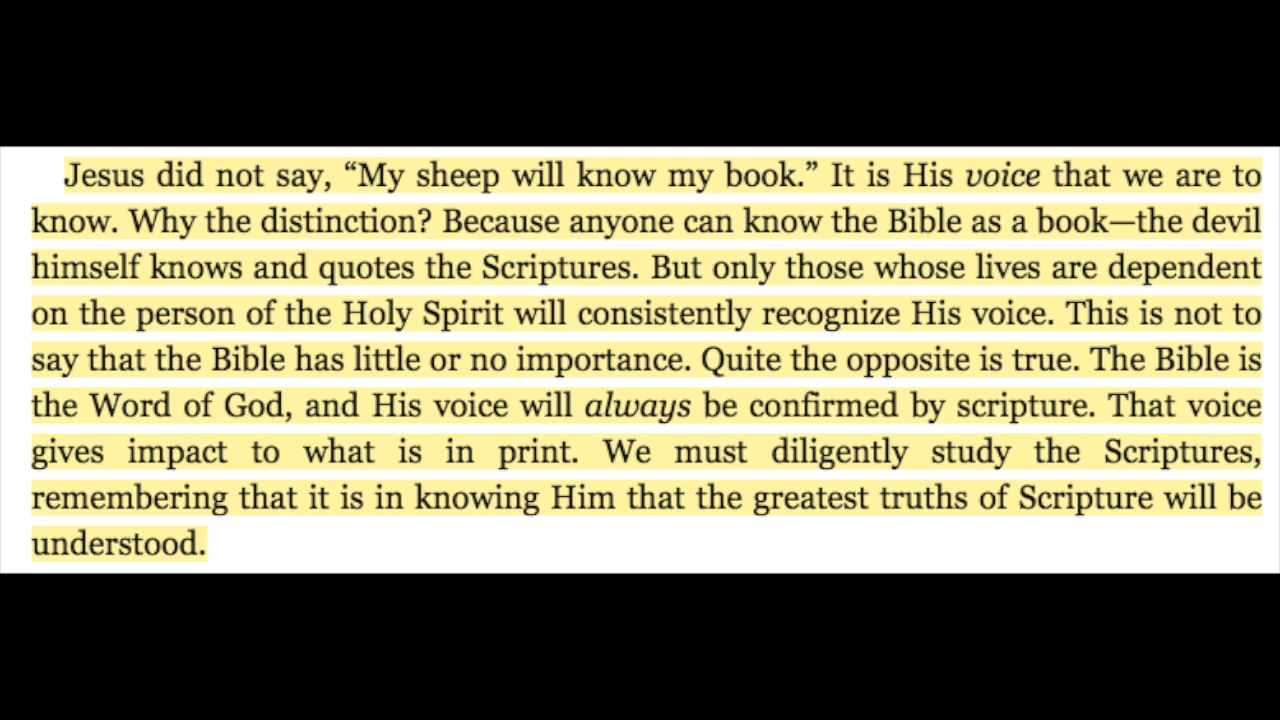 Jesus did not say, “My sheep will know my book.” It is His voice that we are to
know. Why the distinction? Because anyone can know the Bible as a book—the devil
himself knows and quotes the Scriptures. But only those whose lives are dependent
on the person of the Holy Spirit will consistently recognize His voice. This is not to
say that the Bible has little or no importance. Quite the opposite is true. The Bible is
the Word of God, and His voice will always be confirmed by scripture. That voice
gives impact to what is in print. We must diligently study the Scriptures,
remembering that it is in knowing Him that the greatest truths of Scripture will be
understood.